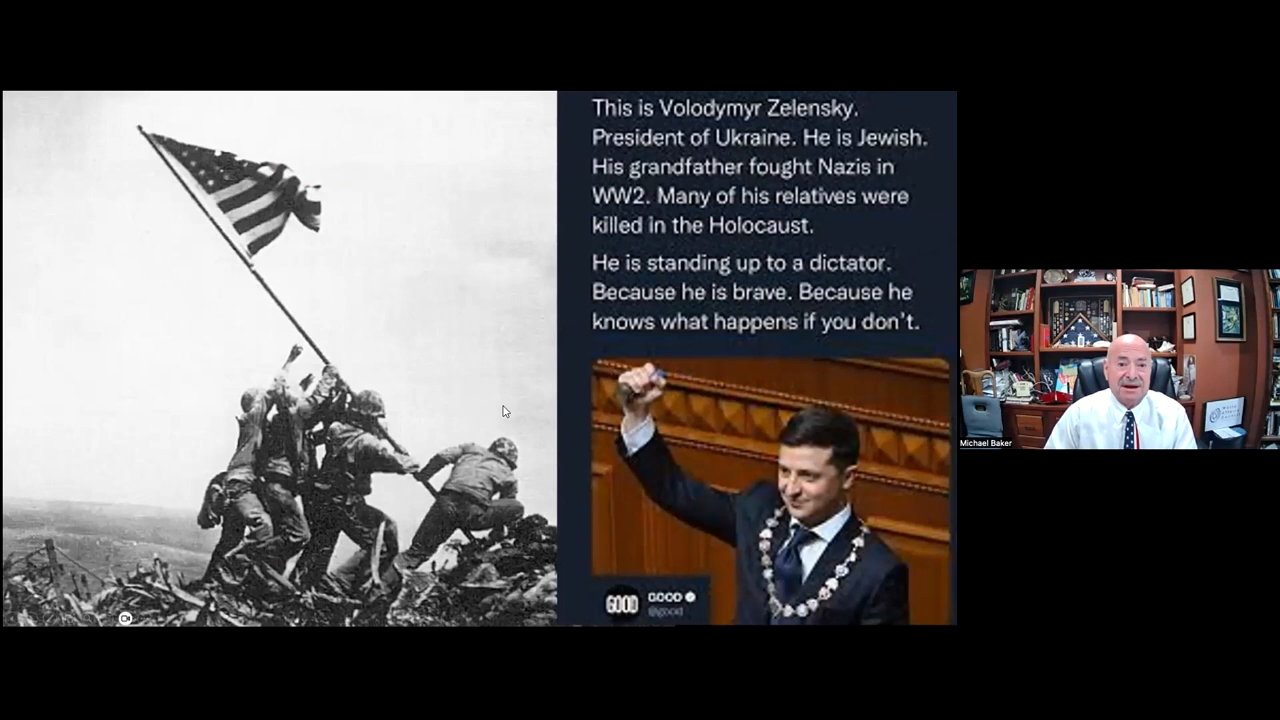 This is Volodymyr Zelensky.
President of Ukraine. He is Jewish.
His grandfather fought Nazis in
WW2. Many of his relatives were
killed in the Holocaust.
He is standing up to a dictator.
Because he is brave. Because he
knows what happens if you don't.
GOOD
GOOD
@good
Michael Baker